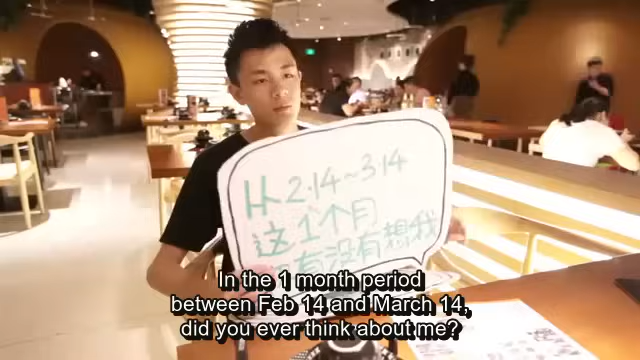 从2.14~3.14
这1个月
有没有想我
In the 1 month period
between Feb 14 and March 14,
did you ever think about me?